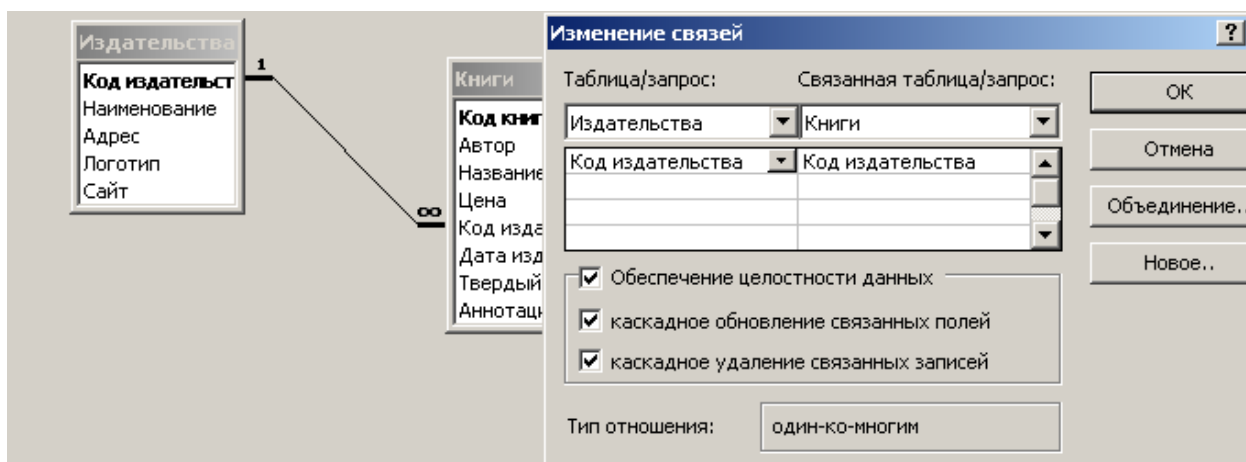 Издательства
Код издательст
Наименование
Адрес
Логотип
Сайт
1
∞
Книги
Код книг
Автор
Название
Цена
Код изда
Дата изд
Твердый
Аннотаци
Изменение связей
?
Таблица/запрос:
Связанная таблица/запрос:
Издательства
Книги
Код издательства
Код издательства
Обеспечение целостности данных
каскадное обновление связанных полей
каскадное удаление связанных записей
Тип отношения:
один-ко-многим
ОК
Отмена
Объединение..
Новое..